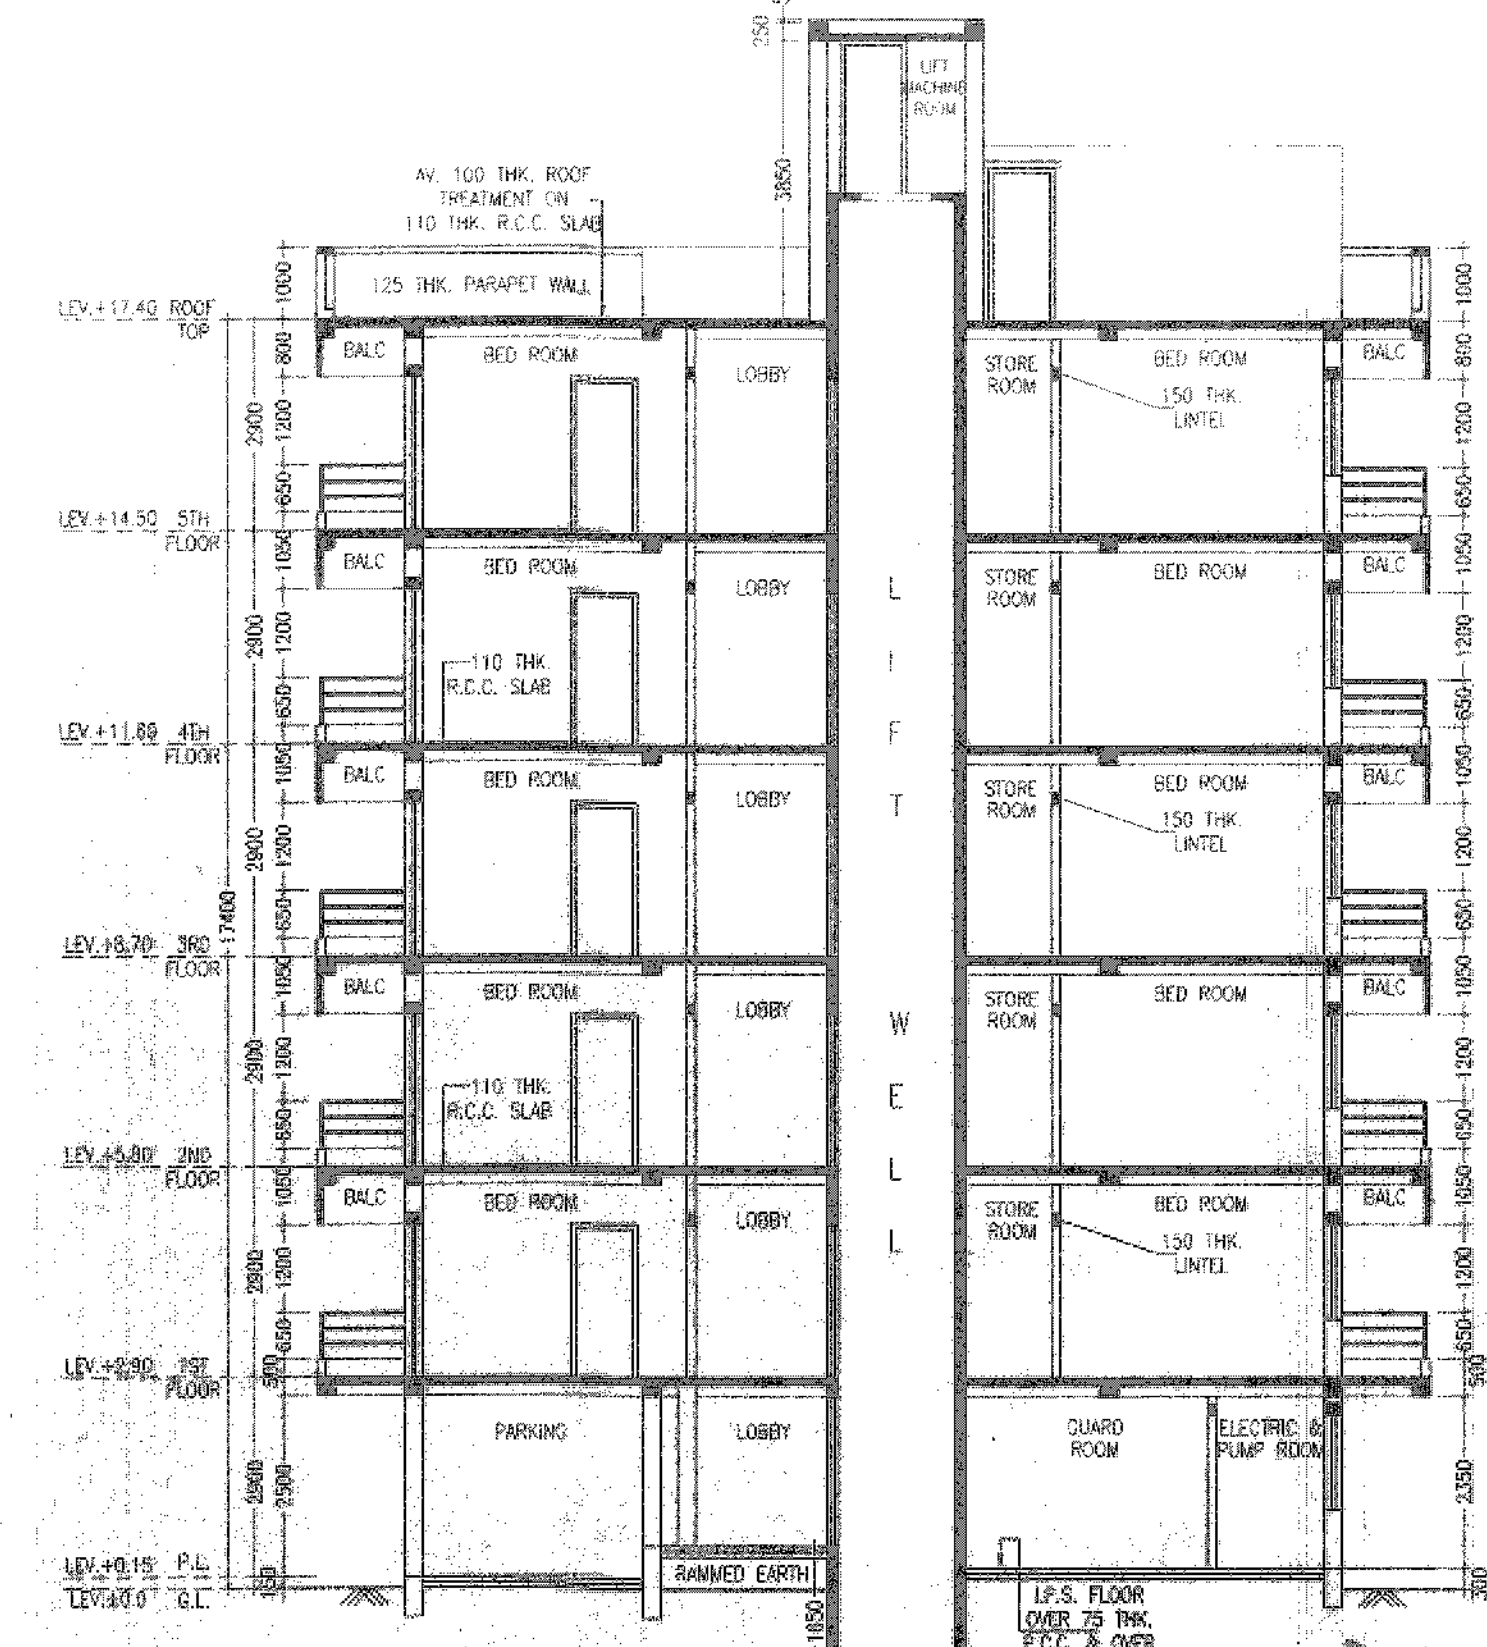 250
LIFT
MACHINE
ROOM
3850
AV. 100 THK. ROOF
TREATMENT ON
110 THK. R.C.C. SLAB
125 THK. PARAPET WALL
1000
1000
LEV.+17.40 ROOF
TOP
BALC
BED ROOM
LOBBY
STORE
ROOM
BED ROOM
BALC
150 THK.
LINTEL
800
1200
650
2900
800
1200
650
LEV.+14.50 5TH
FLOOR
BALC
BED ROOM
LOBBY
STORE
ROOM
BED ROOM
BALC
110 THK.
R.C.C. SLAB
1050
1200
650
2900
1050
1200
650
4TH
FLOOR
BALC
BED ROOM
LOBBY
STORE
ROOM
BED ROOM
BALC
150 THK.
LINTEL
1050
1200
650
2900
17400
1050
1200
650
LEV.+8.70 3RD
FLOOR
BALC
BED ROOM
LOBBY
STORE
ROOM
BED ROOM
BALC
110 THK.
R.C.C. SLAB
1050
1200
650
2900
1050
1200
650
LEV.+5.80 2ND
FLOOR
BALC
BED ROOM
LOBBY
STORE
ROOM
BED ROOM
BALC
150 THK.
LINTEL
1050
1200
650
2900
1050
1200
650
LIFT
WELL
LEV.+2.90 1ST
FLOOR
500
500
PARKING
LOBBY
GUARD
ROOM
ELECTRIC &
PUMP ROOM
2900
2500
2350
LEV.+0.15 P.L.
LEV.±0.0 G.L.
150
300
RAMMED EARTH
1850
I.P.S. FLOOR
OVER 75 THK.
P.C.C. & OVER